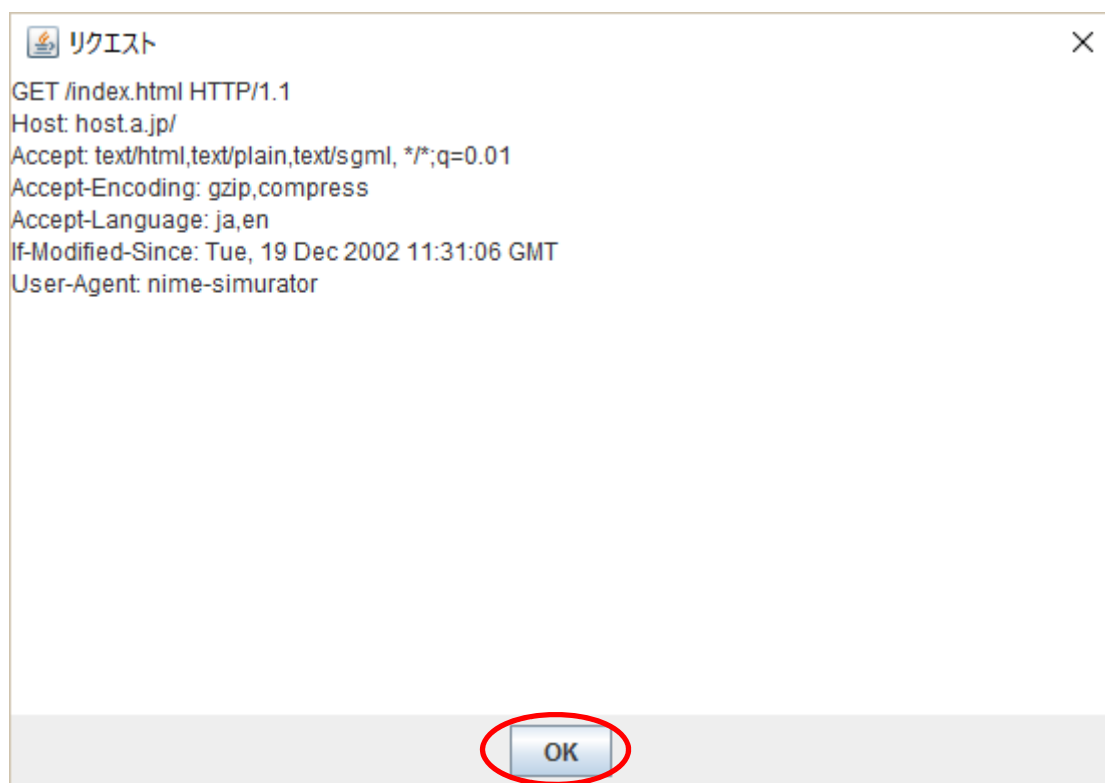 リクエスト
GET /index.html HTTP/1.1
Host: host.a.jp/
Accept: text/html,text/plain,text/sgml, */*;q=0.01
Accept-Encoding: gzip,compress
Accept-Language: ja,en
If-Modified-Since: Tue, 19 Dec 2002 11:31:06 GMT
User-Agent: nime-simurator
OK